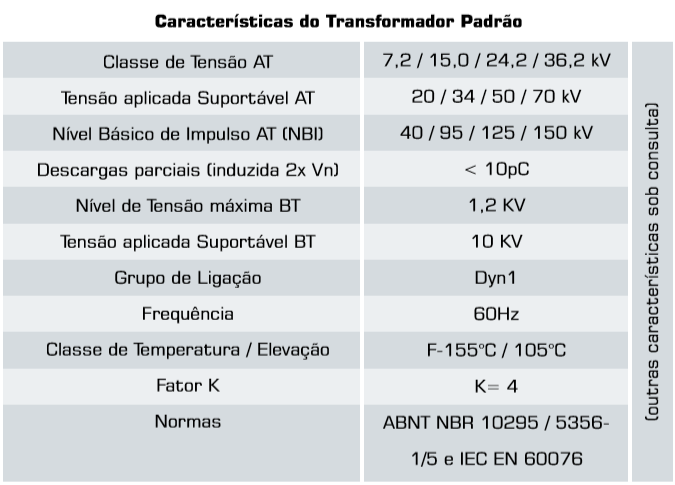 Características do Transformador Padrão
Classe de Tensão AT 7,2 / 15,0 / 24,2 / 36,2 kV
Tensão aplicada Suportável AT 20 / 34 / 50 / 70 kV
Nível Básico de Impulso AT (NBI) 40 / 95 / 125 / 150 kV
Descargas parciais (induzida 2x Vn) < 10pC
Nível de Tensão máxima BT 1,2 KV
Tensão aplicada Suportável BT 10 KV
Grupo de Ligação Dyn1
Frequência 60Hz
Classe de Temperatura / Elevação F-155°C / 105°C
Fator K K= 4
Normas ABNT NBR 10295 / 5356-
1/5 e IEC EN 60076
(outras características sob consulta)